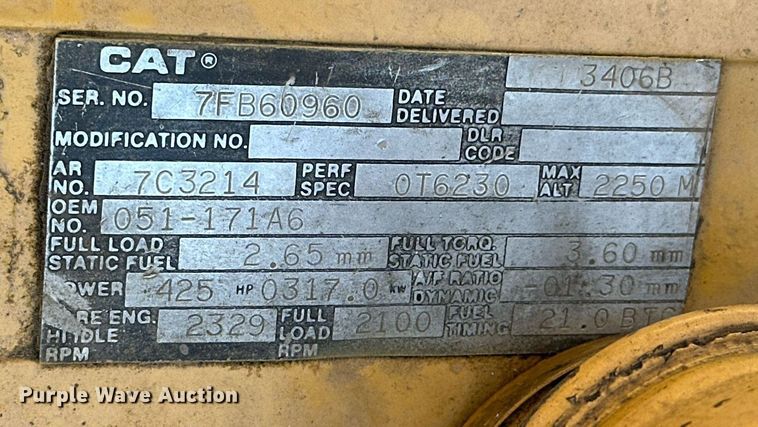 CAT® 3406B
SER. NO. 7FB60960 DATE DELIVERED
MODIFICATION NO. DLR CODE
AR NO. 7C3214 PERF SPEC 0T6230 MAX ALT 2250 M
OEM NO. 051-171A6
FULL LOAD STATIC FUEL 2.65 mm FULL TORQ. STATIC FUEL 3.60 mm
POWER 425 HP 0317.0 kW A/F RATIO DYNAMIC -01.30 mm
BARE ENG. HI IDLE RPM 2329 FULL LOAD RPM 2100 FUEL TIMING 21.0 BTC
Purple Wave Auction